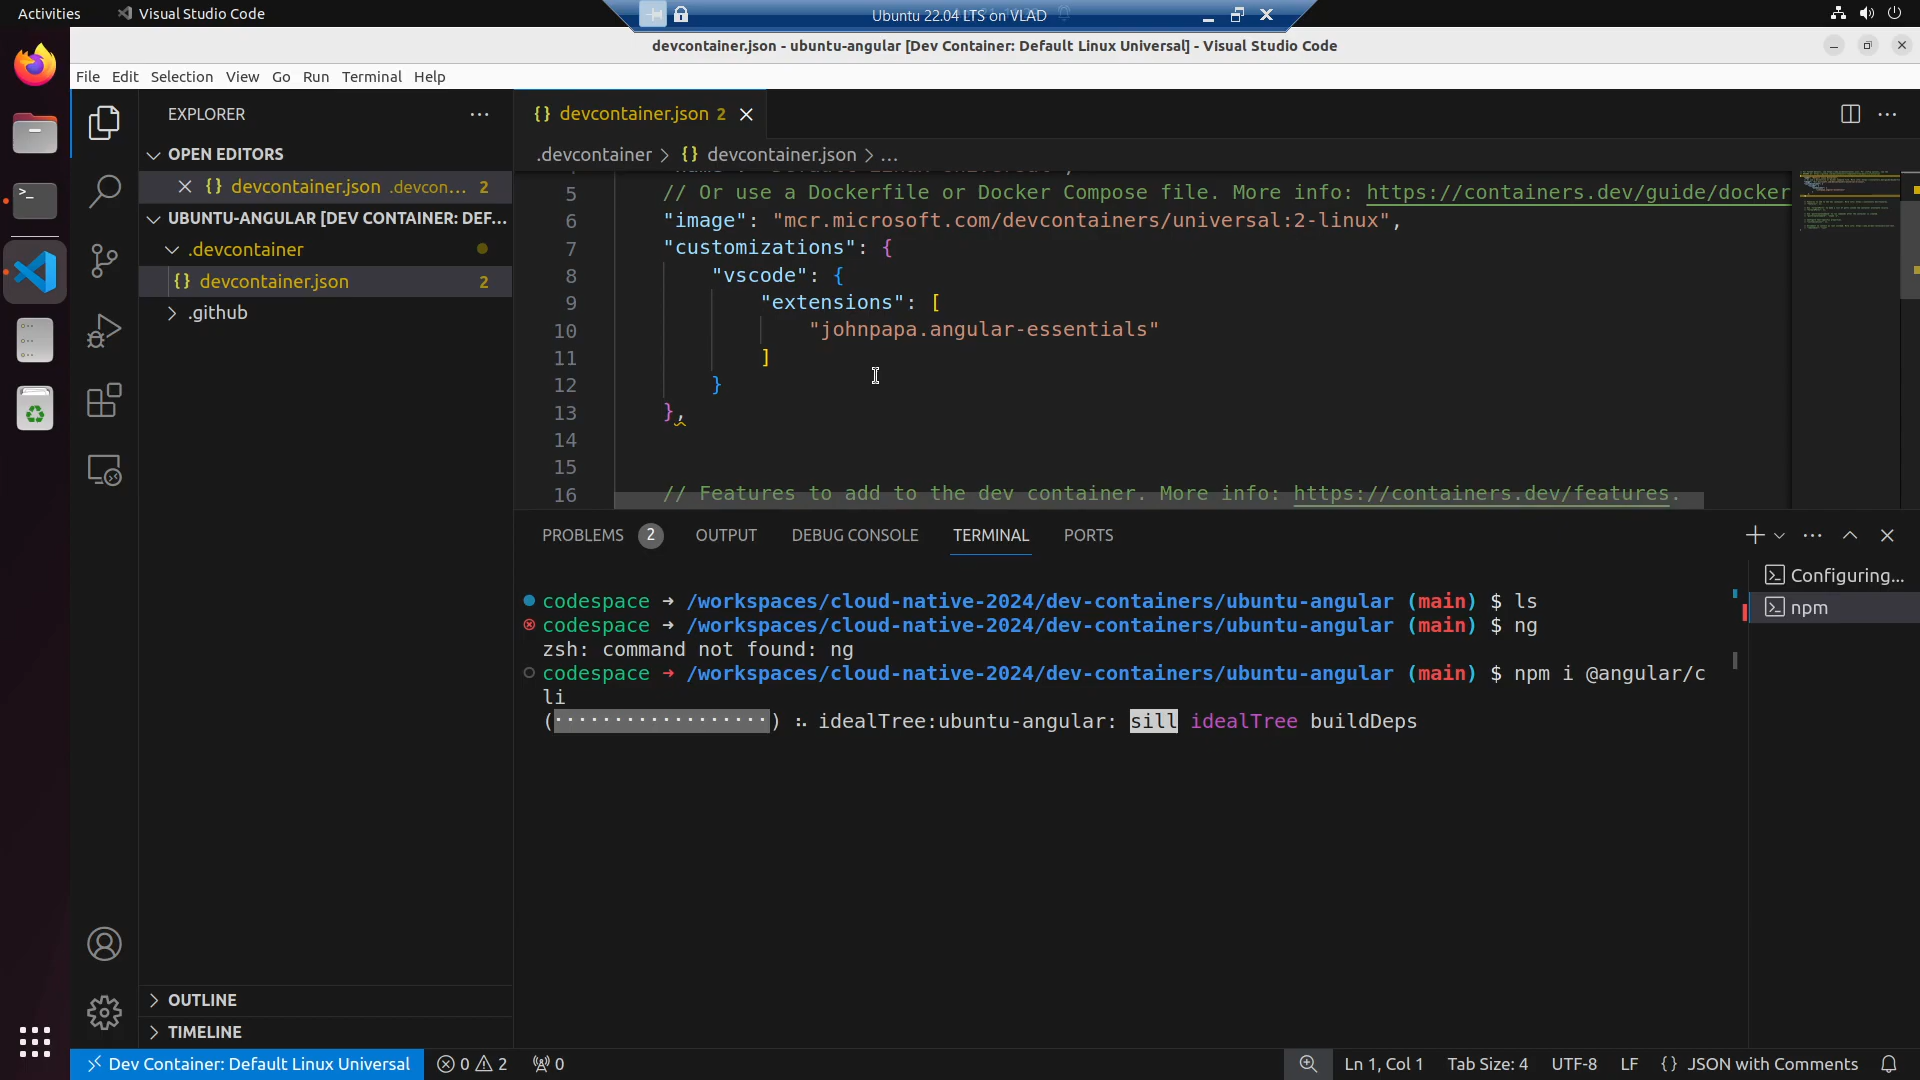 Activities
Visual Studio Code
Ubuntu 22.04 LTS on VLAD
devcontainer.json - ubuntu-angular [Dev Container: Default Linux Universal] - Visual Studio Code
File Edit Selection View Go Run Terminal Help
EXPLORER
OPEN EDITORS
devcontainer.json .devcon... 2
UBUNTU-ANGULAR [DEV CONTAINER: DEF...
.devcontainer
{} devcontainer.json 2
.github
OUTLINE
TIMELINE
{} devcontainer.json 2
.devcontainer > {} devcontainer.json > ...
5 // Or use a Dockerfile or Docker Compose file. More info: https://containers.dev/guide/docker
6 "image": "mcr.microsoft.com/devcontainers/universal:2-linux",
7 "customizations": {
8 "vscode": {
9 "extensions": [
10 "johnpapa.angular-essentials"
11 ]
12 }
13 },
14
15
16 // Features to add to the dev container. More info: https://containers.dev/features.
PROBLEMS 2 OUTPUT DEBUG CONSOLE TERMINAL PORTS
codespace → /workspaces/cloud-native-2024/dev-containers/ubuntu-angular (main) $ ls
codespace → /workspaces/cloud-native-2024/dev-containers/ubuntu-angular (main) $ ng
zsh: command not found: ng
codespace → /workspaces/cloud-native-2024/dev-containers/ubuntu-angular (main) $ npm i @angular/c
li
(··················) ⠦ idealTree:ubuntu-angular: sill idealTree buildDeps
Configuring...
npm
Dev Container: Default Linux Universal
0 2 0
Ln 1, Col 1 Tab Size: 4 UTF-8 LF {} JSON with Comments